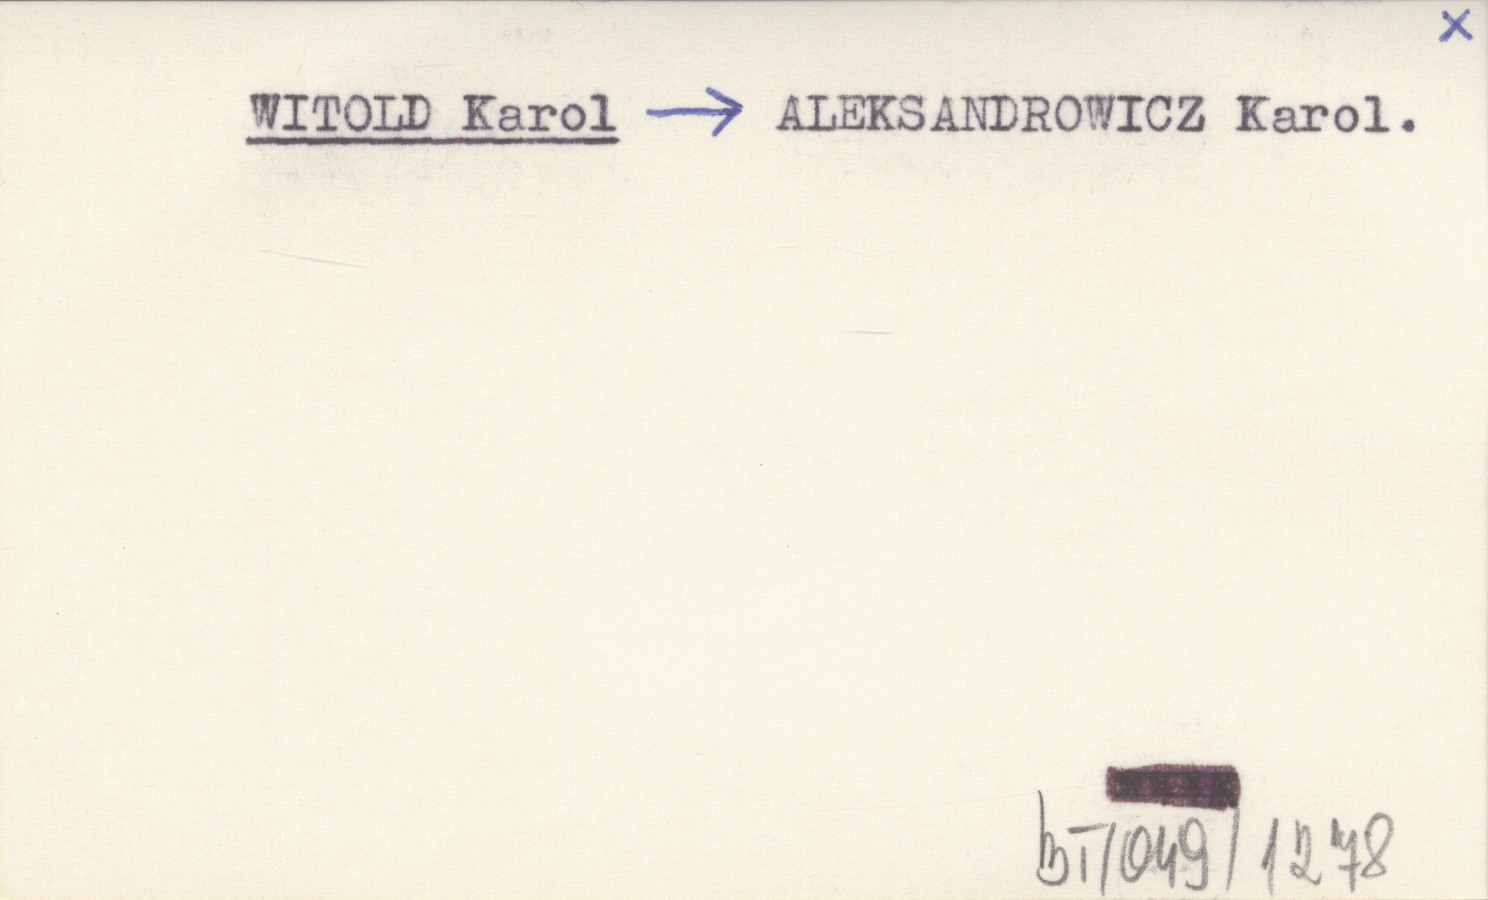 x
WITOLD Karol → ALEKSANDROWICZ Karol.
bT/049/1278